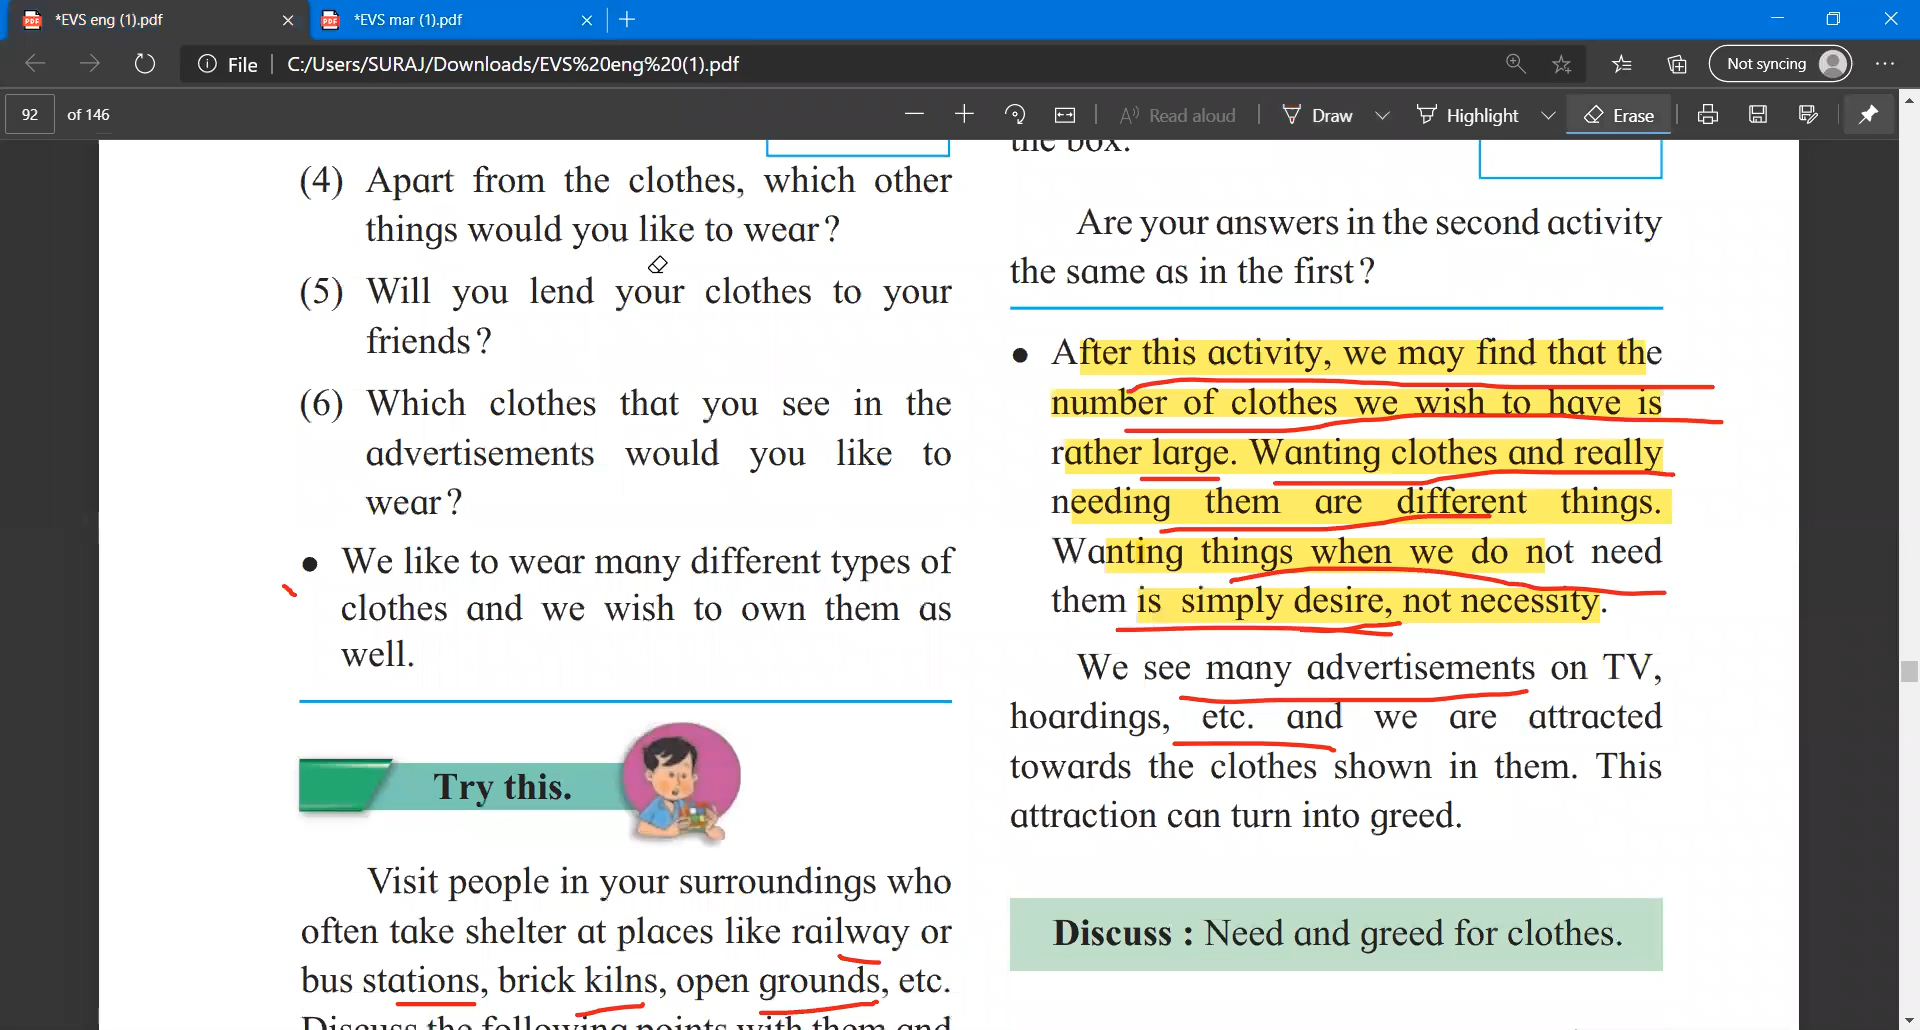 *EVS eng (1).pdf
*EVS mar (1).pdf
File
C:/Users/SURAJ/Downloads/EVS%20eng%20(1).pdf
Not syncing
92 of 146
Read aloud
Draw
Highlight
Erase
(4) Apart from the clothes, which other
things would you like to wear?
(5) Will you lend your clothes to your
friends?
(6) Which clothes that you see in the
advertisements would you like to
wear?
• We like to wear many different types of
clothes and we wish to own them as
well.
Try this.
Visit people in your surroundings who
often take shelter at places like railway or
bus stations, brick kilns, open grounds, etc.
Discuss the following points with them and
the box.
Are your answers in the second activity
the same as in the first?
• After this activity, we may find that the
number of clothes we wish to have is
rather large. Wanting clothes and really
needing them are different things.
Wanting things when we do not need
them is simply desire, not necessity.
We see many advertisements on TV,
hoardings, etc. and we are attracted
towards the clothes shown in them. This
attraction can turn into greed.
Discuss : Need and greed for clothes.